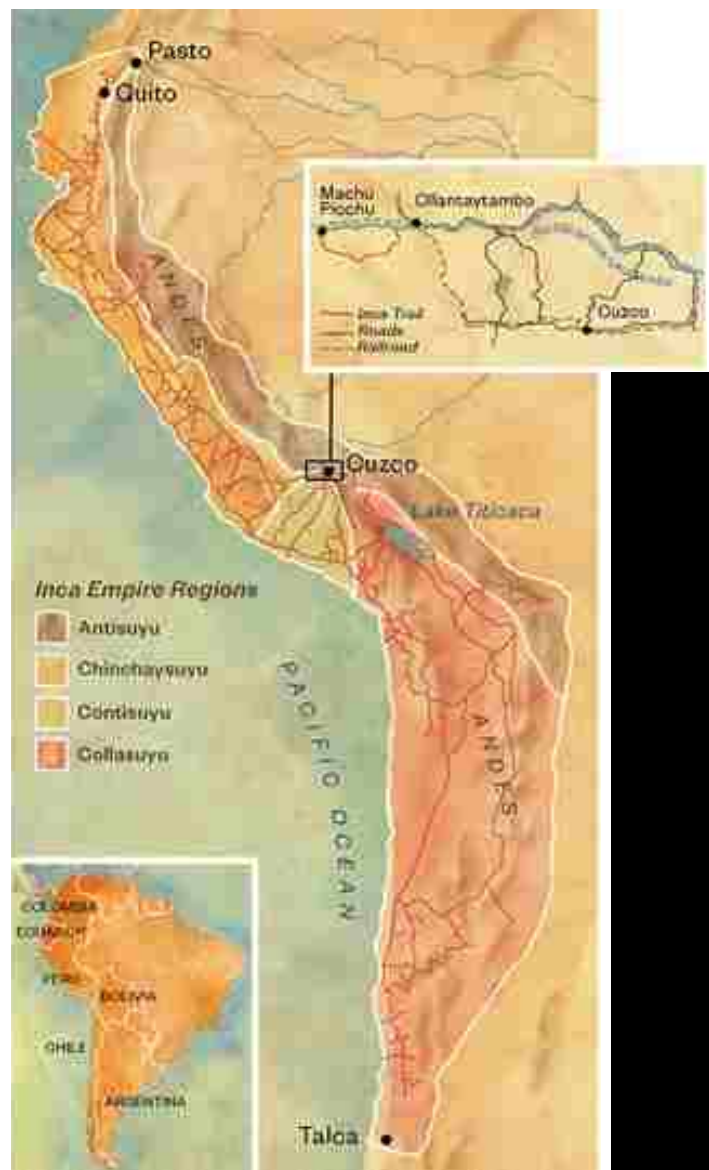 Pasto
Quito
ANDES
Machu
Picchu
Ollantaytambo
Cuzco
Inca Trail
Roads
Railroad
Cuzco
Lake Titicaca
Inca Empire Regions
Antisuyu
Chinchaysuyu
Contisuyu
Collasuyu
PACIFIC OCEAN
ANDES
COLOMBIA
ECUADOR
PERU
BOLIVIA
CHILE
ARGENTINA
Talca